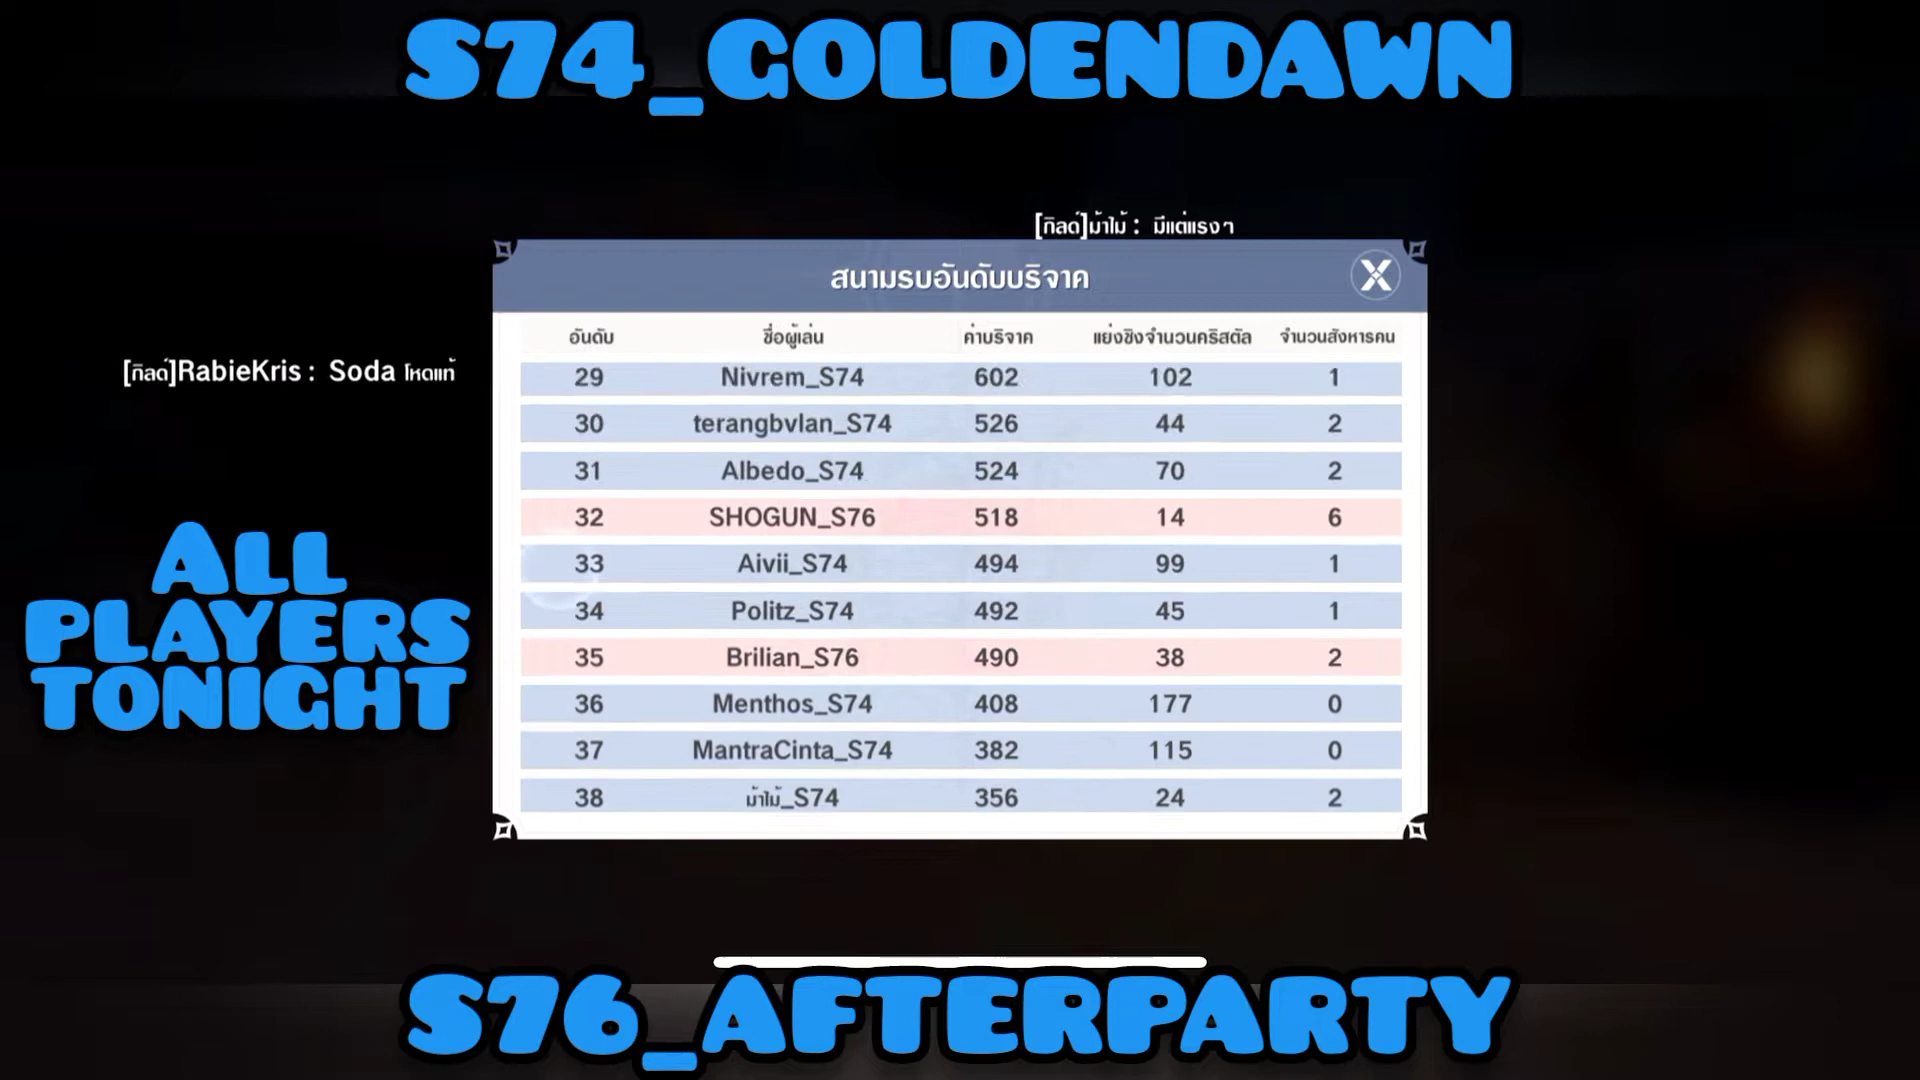 S74_GOLDENDAWN
[กิลด์]ม้าไม้ : มีแต่แรงๆ
สนามรบอันดับบริจาค
X
อันดับ ชื่อผู้เล่น ค่าบริจาค แย่งชิงจำนวนคริสตัล จำนวนสังหารคน
[กิลด์]RabieKris : Soda โหดแท้
29 Nivrem_S74 602 102 1
30 terangbvlan_S74 526 44 2
31 Albedo_S74 524 70 2
32 SHOGUN_S76 518 14 6
33 Aivii_S74 494 99 1
34 Politz_S74 492 45 1
35 Brilian_S76 490 38 2
36 Menthos_S74 408 177 0
37 MantraCinta_S74 382 115 0
38 ม้าไม้_S74 356 24 2
ALL
PLAYERS
TONIGHT
S76_AFTERPARTY